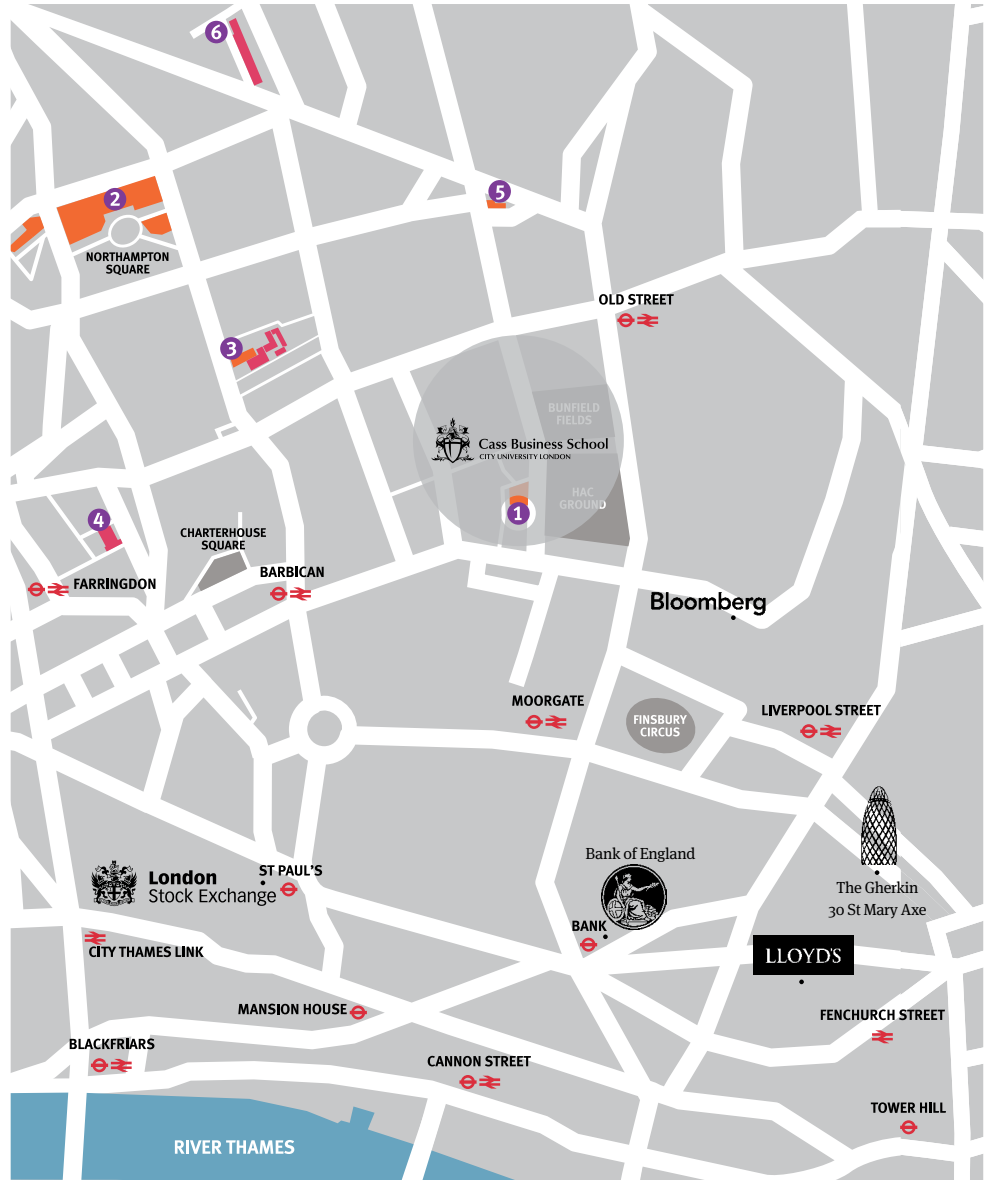 6
2
5
NORTHAMPTON
SQUARE
OLD STREET
3
BUNFIELD
FIELDS
Cass Business School
CITY UNIVERSITY LONDON
HAC
GROUND
1
4
CHARTERHOUSE
SQUARE
FARRINGDON
BARBICAN
Bloomberg
MOORGATE
FINSBURY
CIRCUS
LIVERPOOL STREET
Bank of England
London
Stock Exchange
ST PAUL'S
The Gherkin
30 St Mary Axe
BANK
CITY THAMES LINK
LLOYD'S
MANSION HOUSE
FENCHURCH STREET
BLACKFRIARS
CANNON STREET
TOWER HILL
RIVER THAMES